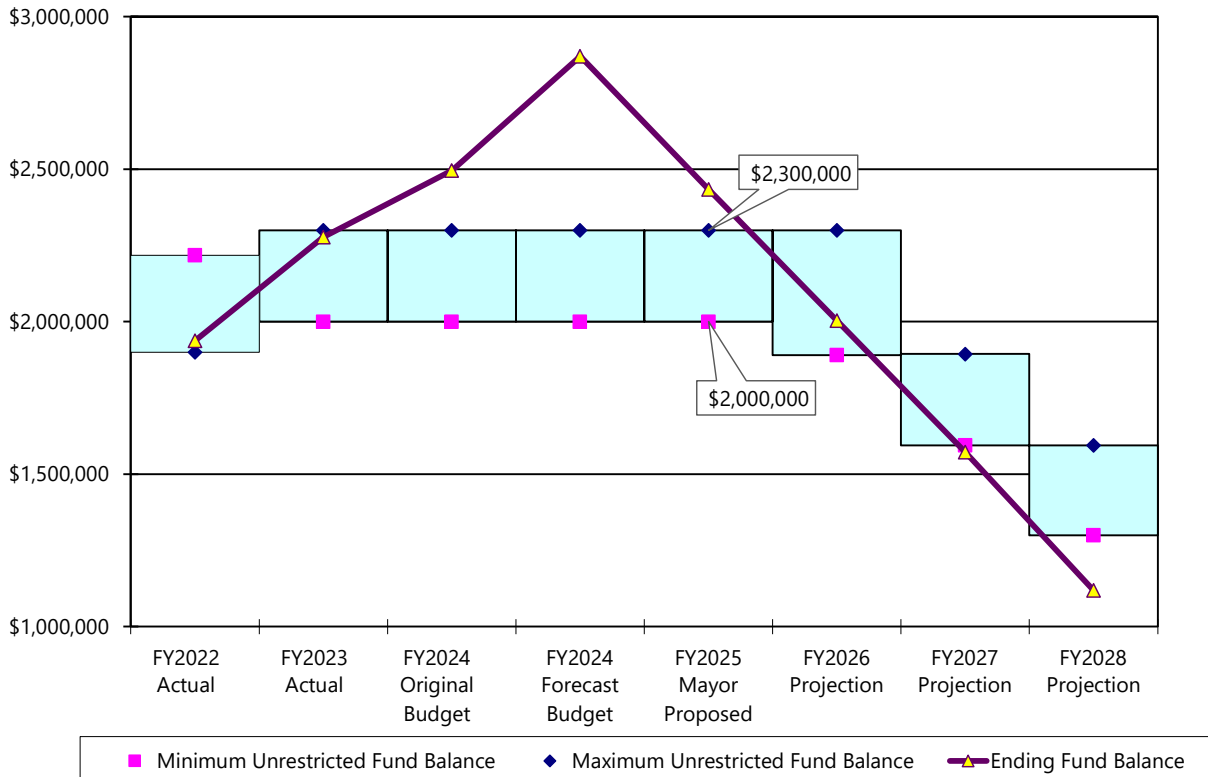 $3,000,000
$2,500,000
$2,300,000
$2,000,000
$2,000,000
$1,500,000
$1,000,000
FY2022
Actual
FY2023
Actual
FY2024
Original
Budget
FY2024
Forecast
Budget
FY2025
Mayor
Proposed
FY2026
Projection
FY2027
Projection
FY2028
Projection
Minimum Unrestricted Fund Balance
Maximum Unrestricted Fund Balance
Ending Fund Balance